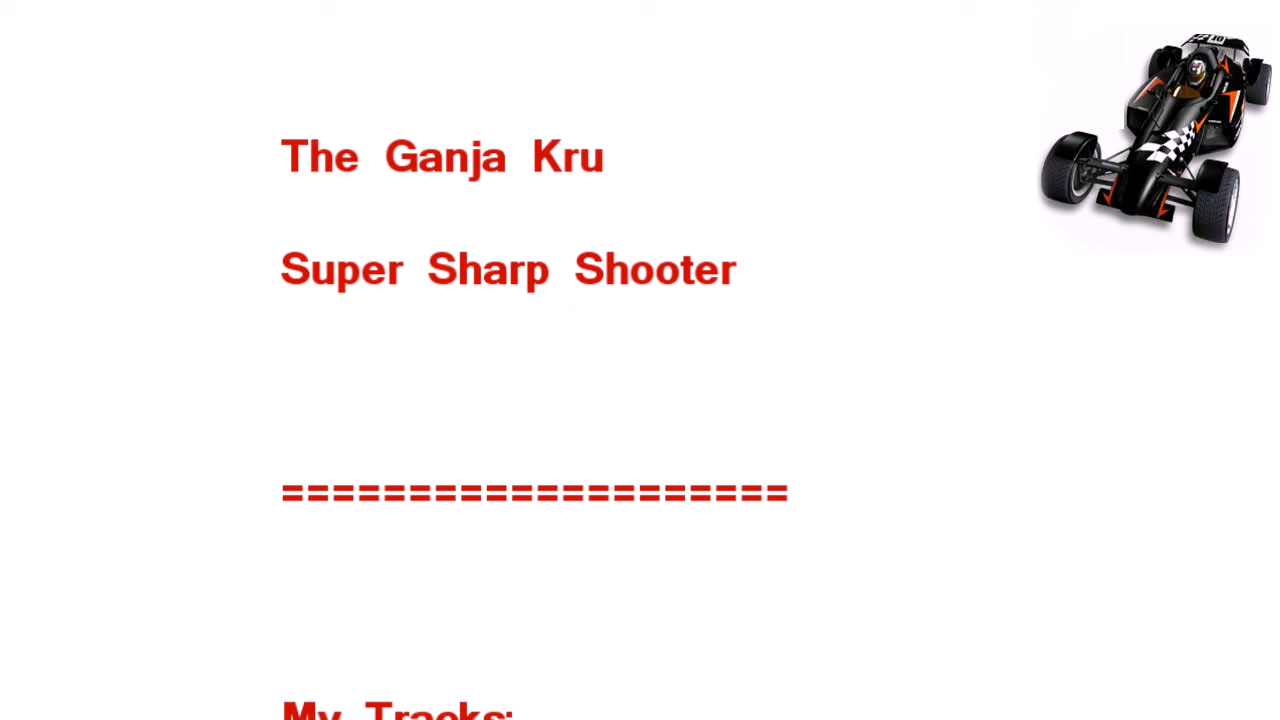 The Ganja Kru
Super Sharp Shooter
====================
My Tracks: